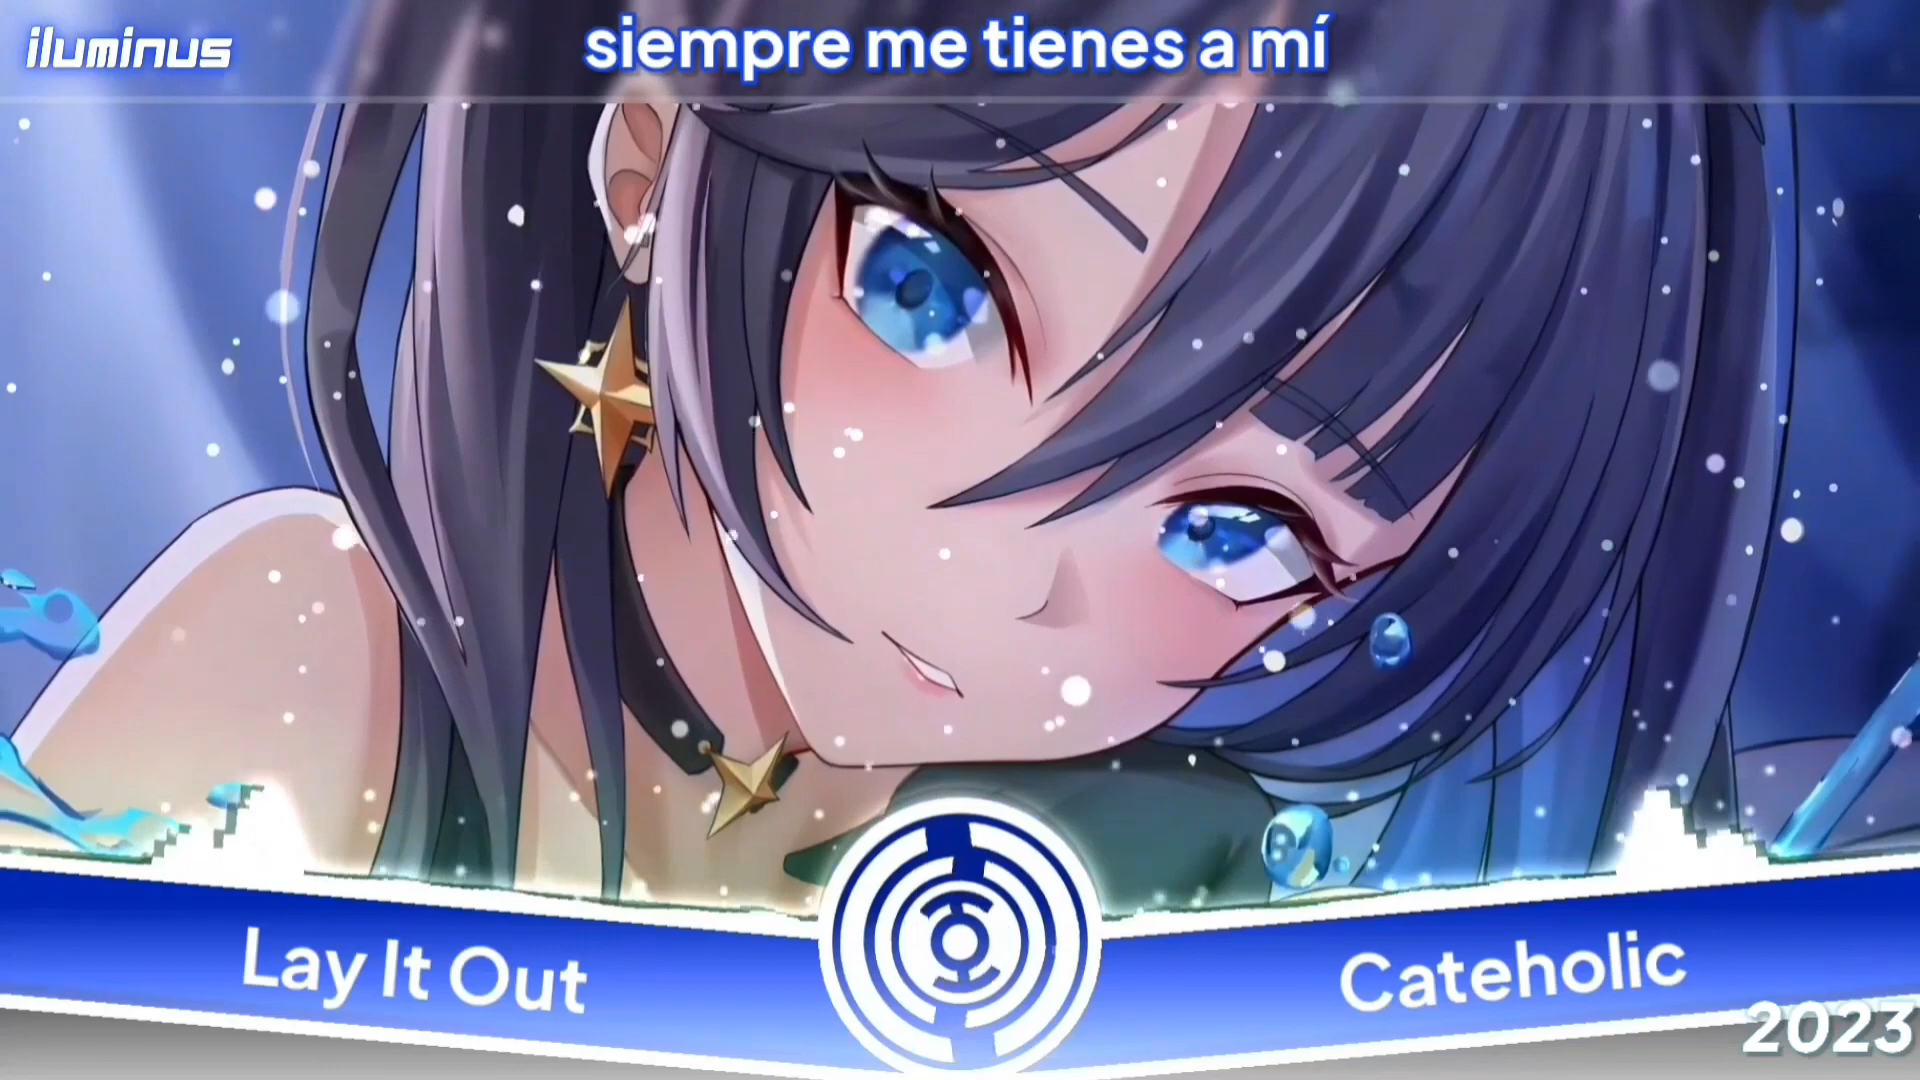 iluminus
siempre me tienes a mí
Lay It Out
Cateholic
2023